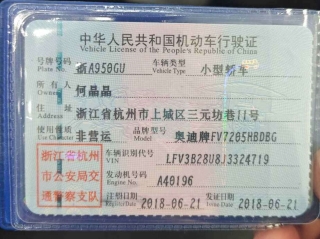 中华人民共和国机动车行驶证
Vehicle License of the People's Republic of China
号牌号码 浙A950GU 车辆类型 小型轿车
Plate No. Vehicle Type
所有人 何晶晶
Owner
住址 浙江省杭州市上城区三元坊巷11号
Address
使用性质 非营运 品牌型号 奥迪牌FV7205HBDBG
Use Character Model
浙江省杭州 车辆识别代号 LFV3B28U8J3324719
VIN
市公安局交 发动机号码 A40196
Engine No.
通警察支队 注册日期 2018-06-21 发证日期 2018-06-21
Register Date Issue Date